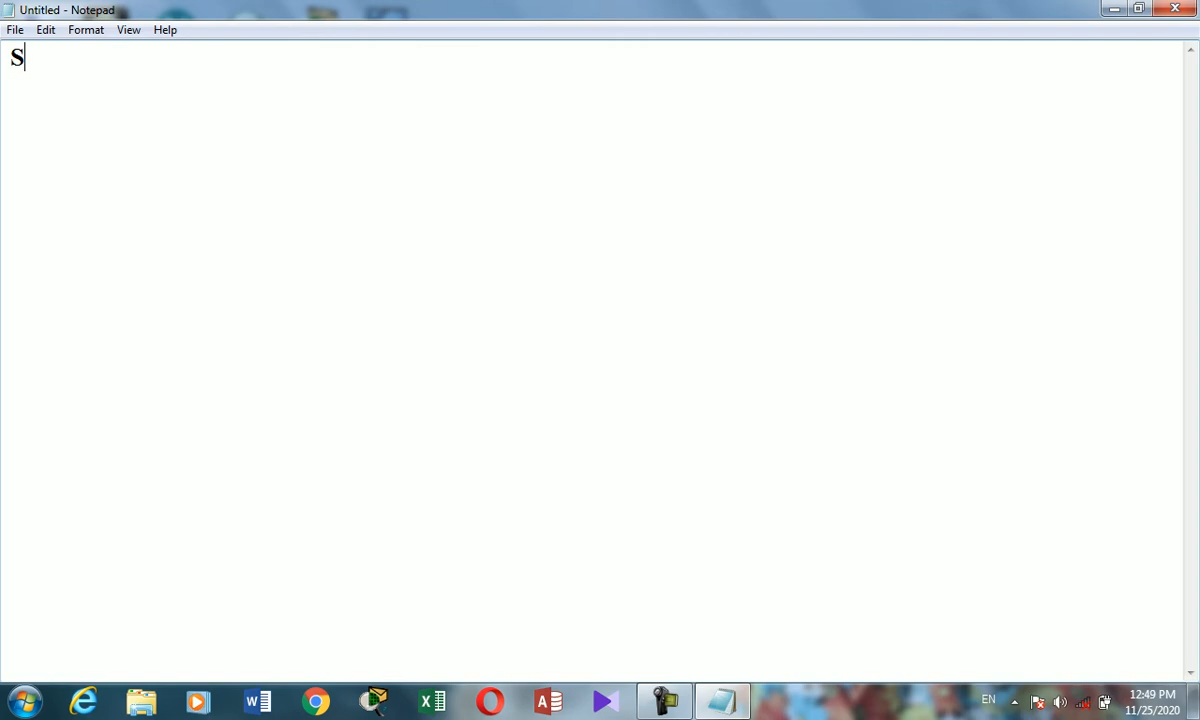 Untitled - Notepad
File Edit Format View Help
S
EN
12:49 PM
11/25/2020